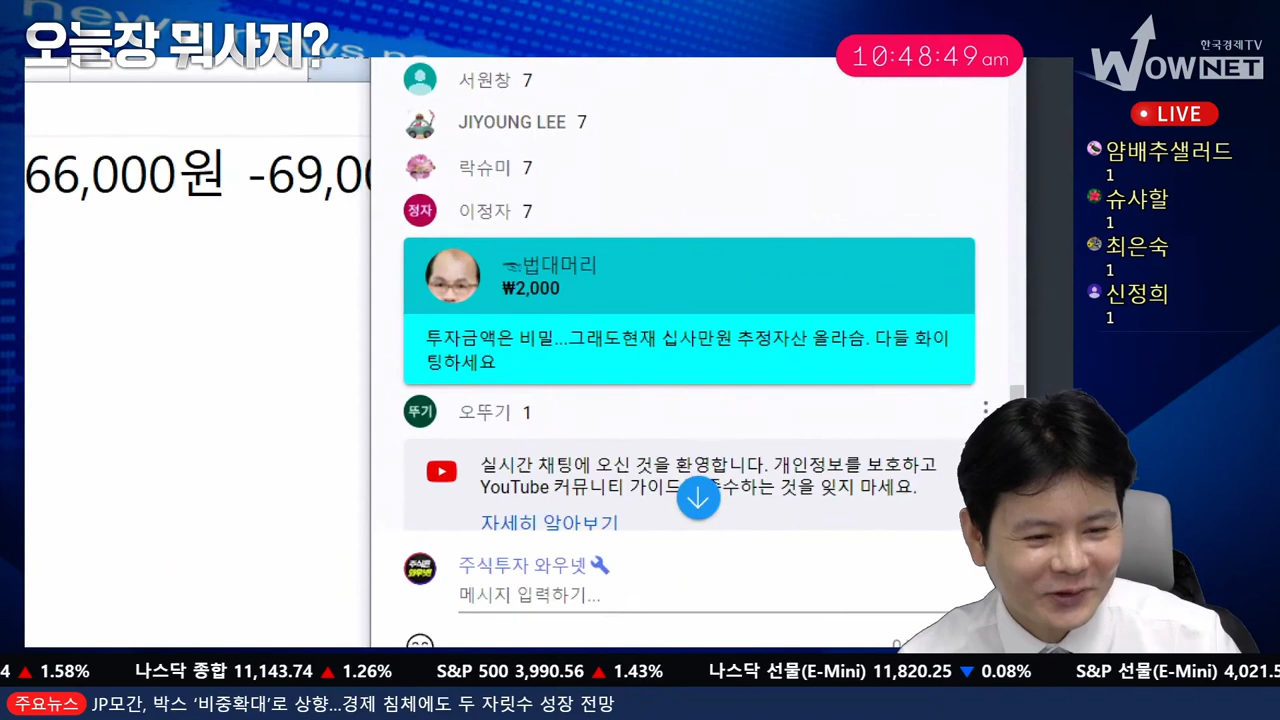 오늘장 뭐사지?
10:48:49am
한국경제TV
WOWNET
LIVE
66,000원 -69,00
서원창 7
JIYOUNG LEE 7
락슈미 7
정자 이정자 7
법대머리
₩2,000
투자금액은 비밀...그래도현재 십사만원 추정자산 올라슴. 다들 화이
팅하세요
뚜기 오뚜기 1
실시간 채팅에 오신 것을 환영합니다. 개인정보를 보호하고
YouTube 커뮤니티 가이드 준수하는 것을 잊지 마세요.
자세히 알아보기
주식투자 와우넷
메시지 입력하기...
얌배추샐러드
1
슈샤할
1
최은숙
1
신정희
1
4 ▲ 1.58% 나스닥 종합 11,143.74 ▲ 1.26% S&P 500 3,990.56 ▲ 1.43% 나스닥 선물(E-Mini) 11,820.25 ▼ 0.08% S&P 선물(E-Mini) 4,021.5
주요뉴스 JP모간, 박스 ‘비중확대’로 상향...경제 침체에도 두 자릿수 성장 전망